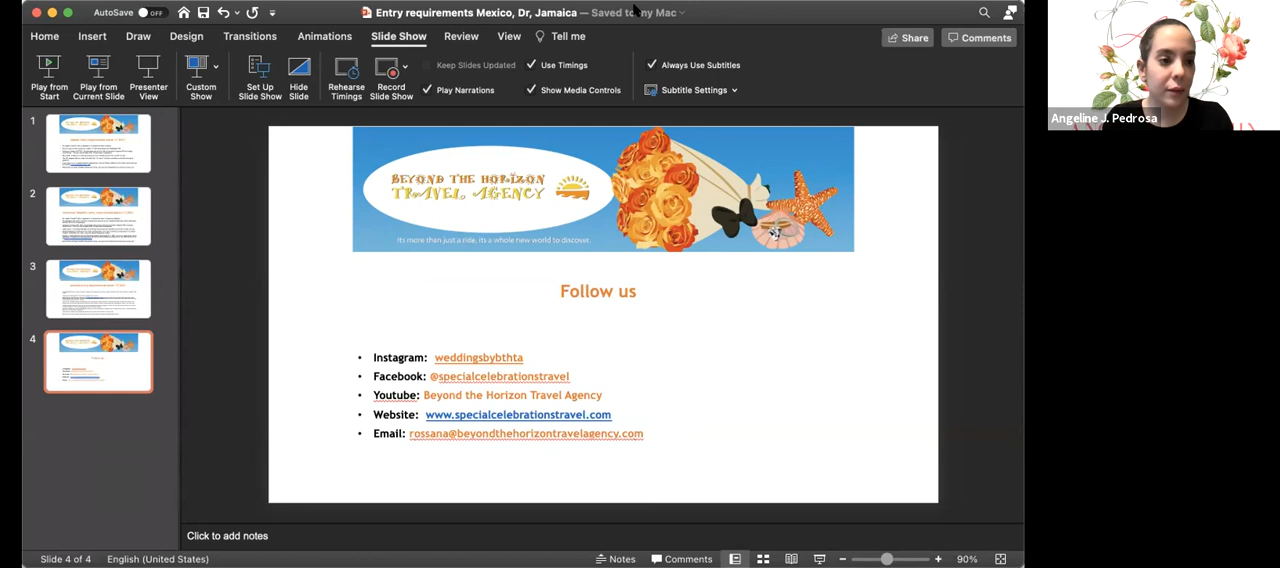 AutoSave OFF
Entry requirements Mexico, Dr, Jamaica — Saved to my Mac
Home Insert Draw Design Transitions Animations Slide Show Review View Tell me
Share Comments
Play from Start
Play from Current Slide
Presenter View
Custom Show
Set Up Slide Show
Hide Slide
Rehearse Timings
Record Slide Show
Keep Slides Updated
Play Narrations
Use Timings
Show Media Controls
Always Use Subtitles
Subtitle Settings
Angeline J. Pedrosa
1
2
3
4
BEYOND THE HORIZON
TRAVEL AGENCY
Its more than just a ride, its a whole new world to discover.
Follow us
• Instagram: weddingsbybthta
• Facebook: @specialcelebrationstravel
• Youtube: Beyond the Horizon Travel Agency
• Website: www.specialcelebrationstravel.com
• Email: rossana@beyondthehorizontravelagency.com
Click to add notes
Slide 4 of 4 English (United States)
Notes Comments 90%